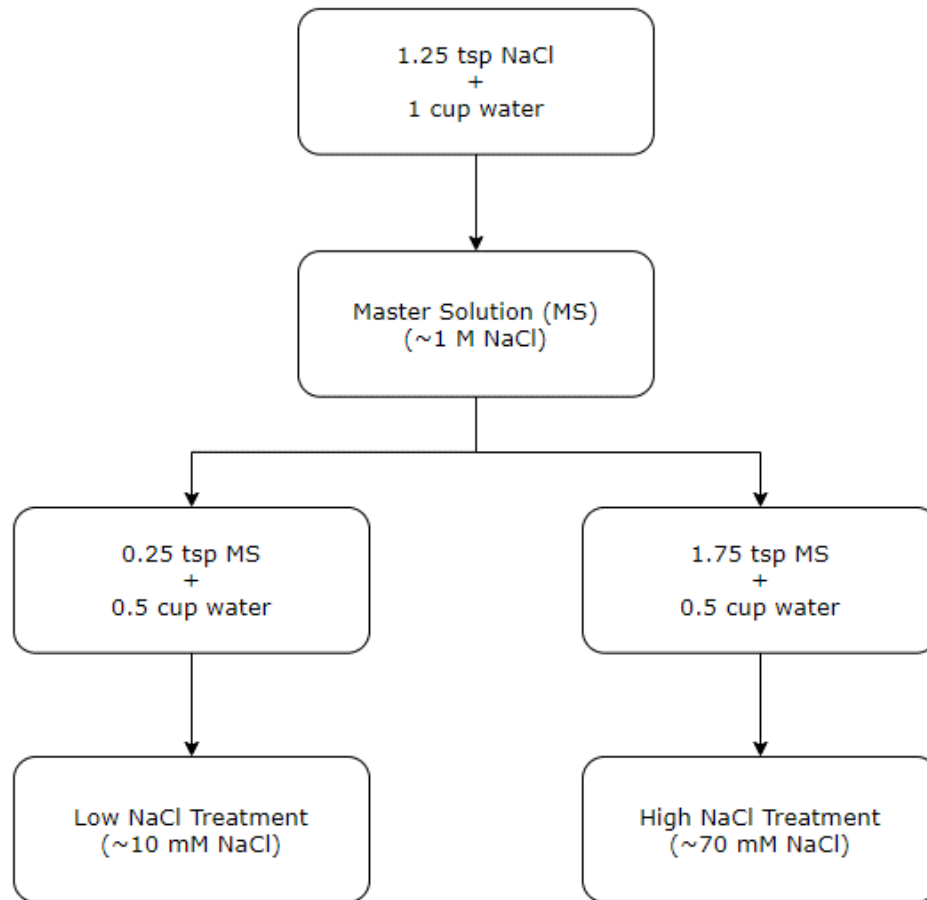 1.25 tsp NaCl
+
1 cup water
Master Solution (MS)
(~1 M NaCl)
0.25 tsp MS
+
0.5 cup water
1.75 tsp MS
+
0.5 cup water
Low NaCl Treatment
(~10 mM NaCl)
High NaCl Treatment
(~70 mM NaCl)